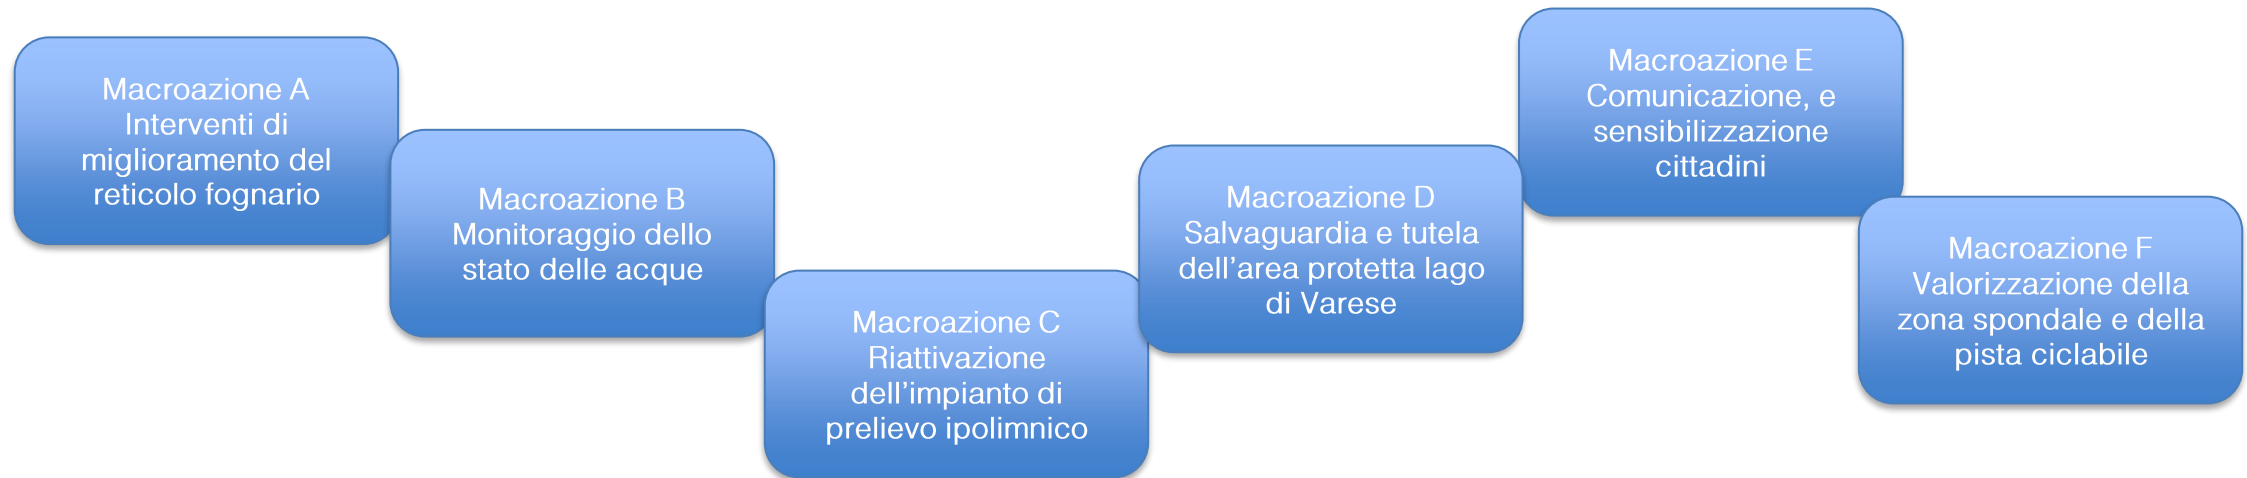 Macroazione A
Interventi di
miglioramento del
reticolo fognario
Macroazione B
Monitoraggio dello
stato delle acque
Macroazione C
Riattivazione
dell’impianto di
prelievo ipolimnico
Macroazione D
Salvaguardia e tutela
dell’area protetta lago
di Varese
Macroazione E
Comunicazione, e
sensibilizzazione
cittadini
Macroazione F
Valorizzazione della
zona spondale e della
pista ciclabile